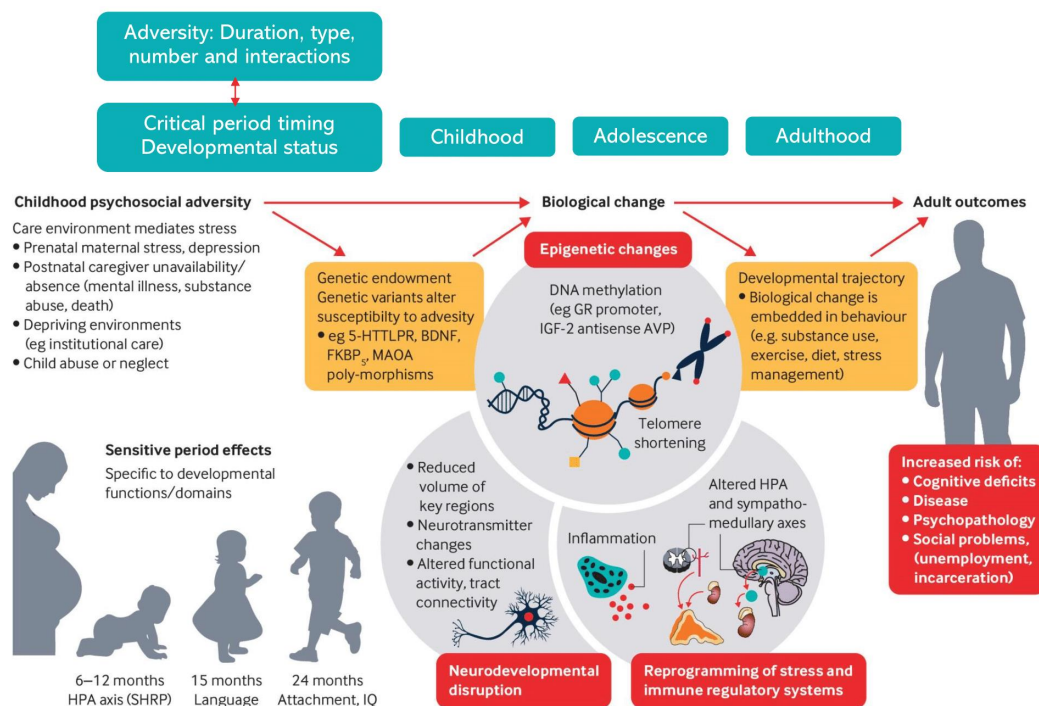 Adversity: Duration, type,
number and interactions
Critical period timing
Developmental status
Childhood
Adolescence
Adulthood
Childhood psychosocial adversity
Care environment mediates stress
• Prenatal maternal stress, depression
• Postnatal caregiver unavailability/
absence (mental illness, substance
abuse, death)
• Depriving environments
(eg institutional care)
• Child abuse or neglect
Genetic endowment
Genetic variants alter
susceptibilty to advesity
• eg 5-HTTLPR, BDNF,
FKBP5, MAOA
poly-morphisms
Biological change
Epigenetic changes
DNA methylation
(eg GR promoter,
IGF-2 antisense AVP)
Telomere
shortening
Developmental trajectory
• Biological change is
embedded in behaviour
(e.g. substance use,
exercise, diet, stress
management)
Adult outcomes
Increased risk of:
• Cognitive deficits
• Disease
• Psychopathology
• Social problems,
(unemployment,
incarceration)
Sensitive period effects
Specific to developmental
functions/domains
6–12 months
HPA axis (SHRP)
15 months
Language
24 months
Attachment, IQ
• Reduced
volume of
key regions
• Neurotransmitter
changes
• Altered functional
activity, tract
connectivity
Neurodevelopmental
disruption
Inflammation
Altered HPA
and sympatho-
medullary axes
Reprogramming of stress and
immune regulatory systems